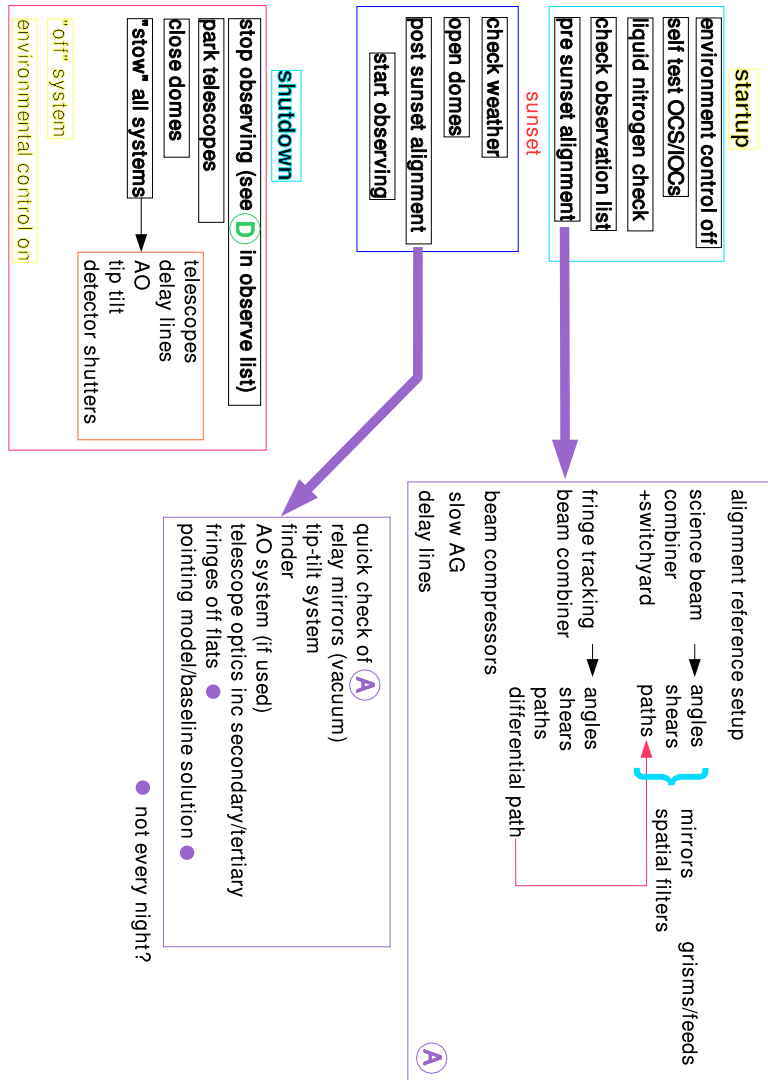 startup
environment control off
self test OCS/IOCs
liquid nitrogen check
check observation list
pre sunset alignment
sunset
check weather
open domes
post sunset alignment
start observing
shutdown
stop observing (see D in observe list)
park telescopes
close domes
"stow" all systems
telescopes
delay lines
AO
tip tilt
detector shutters
"off" system
environmental control on
alignment reference setup
science beam
combiner
+switchyard
angles
shears
paths
mirrors
spatial filters
grisms/feeds
fringe tracking
beam combiner
angles
shears
paths
differential path
beam compressors
slow AG
delay lines
A
quick check of A
relay mirrors (vacuum)
tip-tilt system
finder
AO system (if used)
telescope optics inc secondary/tertiary
fringes off flats
pointing model/baseline solution
not every night?